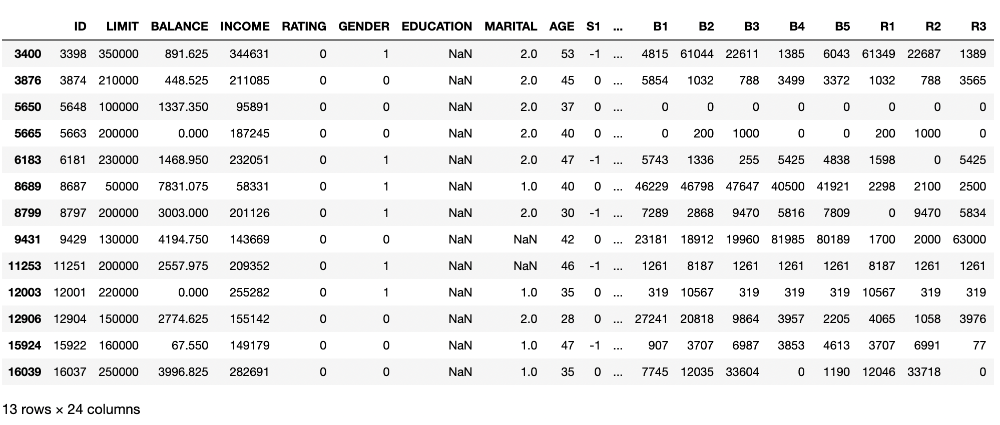 ID LIMIT BALANCE INCOME RATING GENDER EDUCATION MARITAL AGE S1 ... B1 B2 B3 B4 B5 R1 R2 R3
3400 3398 350000 891.625 344631 0 1 NaN 2.0 53 -1 ... 4815 61044 22611 1385 6043 61349 22687 1389
3876 3874 210000 448.525 211085 0 0 NaN 2.0 45 0 ... 5854 1032 788 3499 3372 1032 788 3565
5650 5648 100000 1337.350 95891 0 0 NaN 2.0 37 0 ... 0 0 0 0 0 0 0 0
5665 5663 200000 0.000 187245 0 0 NaN 2.0 40 0 ... 0 200 1000 0 0 200 1000 0
6183 6181 230000 1468.950 232051 0 1 NaN 2.0 47 -1 ... 5743 1336 255 5425 4838 1598 0 5425
8689 8687 50000 7831.075 58331 0 1 NaN 1.0 40 0 ... 46229 46798 47647 40500 41921 2298 2100 2500
8799 8797 200000 3003.000 201126 0 1 NaN 2.0 30 -1 ... 7289 2868 9470 5816 7809 0 9470 5834
9431 9429 130000 4194.750 143669 0 0 NaN NaN 42 0 ... 23181 18912 19960 81985 80189 1700 2000 63000
11253 11251 200000 2557.975 209352 0 1 NaN NaN 46 -1 ... 1261 8187 1261 1261 1261 8187 1261 1261
12003 12001 220000 0.000 255282 0 1 NaN 1.0 35 0 ... 319 10567 319 319 319 10567 319 319
12906 12904 150000 2774.625 155142 0 0 NaN 2.0 28 0 ... 27241 20818 9864 3957 2205 4065 1058 3976
15924 15922 160000 67.550 149179 0 0 NaN 1.0 47 -1 ... 907 3707 6987 3853 4613 3707 6991 77
16039 16037 250000 3996.825 282691 0 0 NaN 1.0 35 0 ... 7745 12035 33604 0 1190 12046 33718 0
13 rows × 24 columns